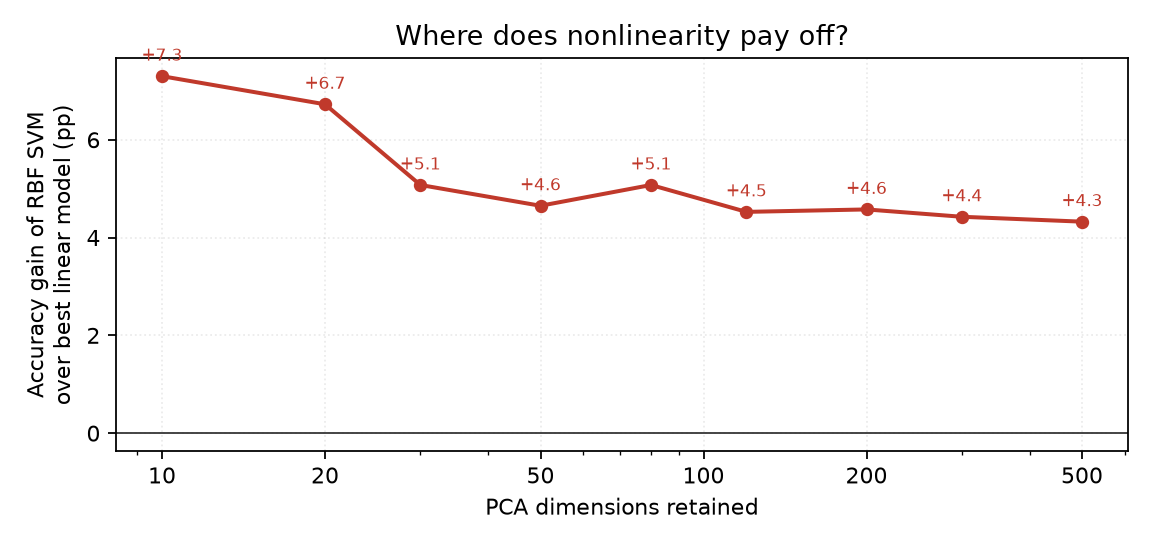 Where does nonlinearity pay off?
+7.3
+6.7
+5.1
+4.6
+5.1
+4.5
+4.6
+4.4
+4.3
Accuracy gain of RBF SVM
over best linear model (pp)
6
4
2
0
10 20 50 100 200 500
PCA dimensions retained